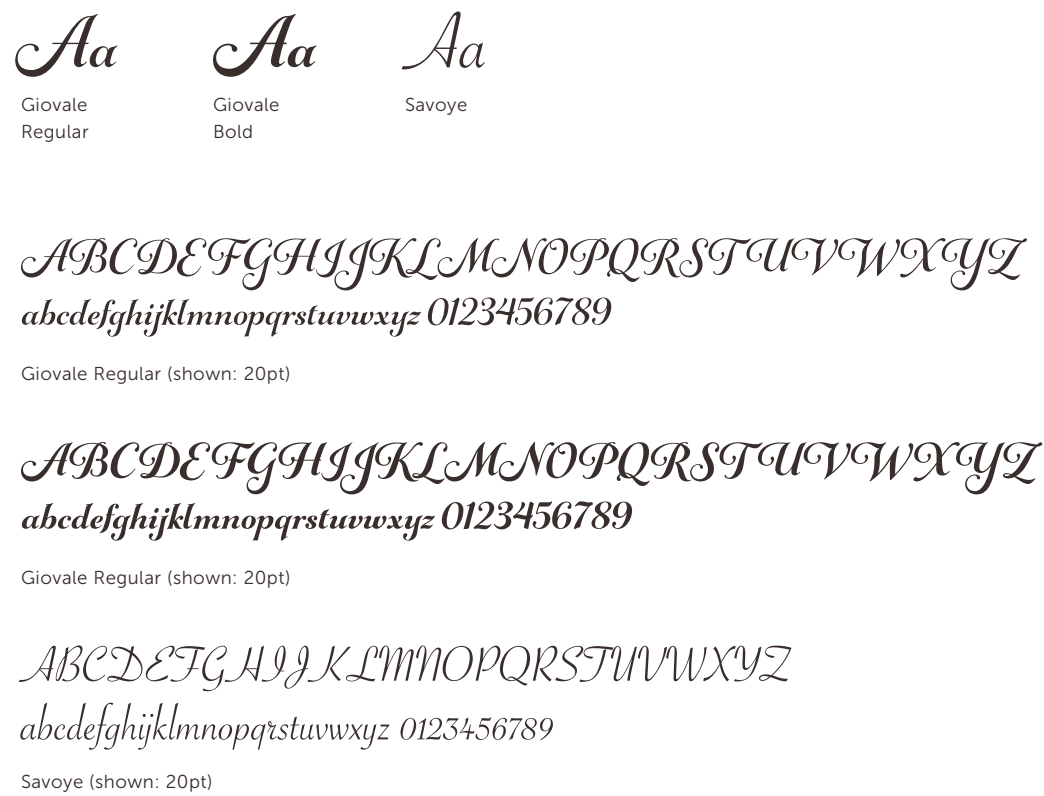 Aa Aa Aa
Giovale Giovale Savoye
Regular Bold
ABCDEFGHIJKLMNOPQRSTUVWXYZ
abcdefghijklmnopqrstuvwxyz 0123456789
Giovale Regular (shown: 20pt)
ABCDEFGHIJKLMNOPQRSTUVWXYZ
abcdefghijklmnopqrstuvwxyz 0123456789
Giovale Regular (shown: 20pt)
ABCDEFGHIJKLMNOPQRSTUVWXYZ
abcdefghijklmnopqrstuvwxyz 0123456789
Savoye (shown: 20pt)